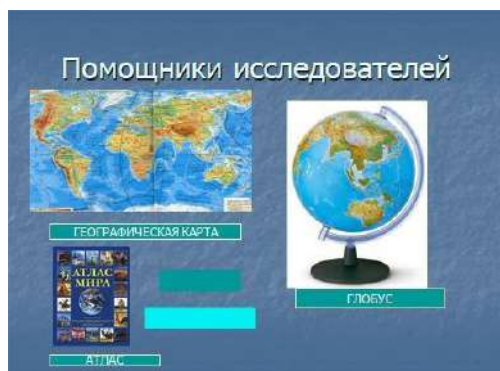 Помощники исследователей
ГЕОГРАФИЧЕСКАЯ КАРТА
АТЛАС
МИРА
ГЛОБУС
АТЛАС